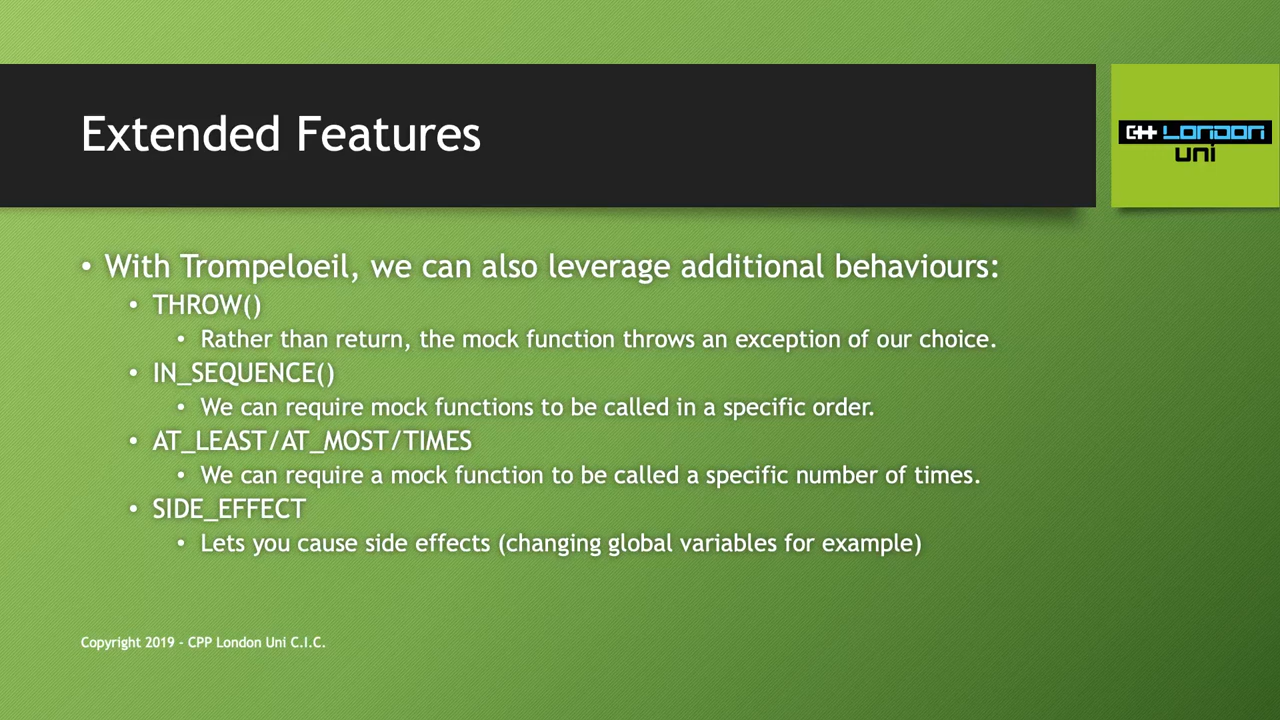 Extended Features
C++ LONDON
uni
• With Trompeloeil, we can also leverage additional behaviours:
• THROW()
• Rather than return, the mock function throws an exception of our choice.
• IN_SEQUENCE()
• We can require mock functions to be called in a specific order.
• AT_LEAST/AT_MOST/TIMES
• We can require a mock function to be called a specific number of times.
• SIDE_EFFECT
• Lets you cause side effects (changing global variables for example)
Copyright 2019 - CPP London Uni C.I.C.